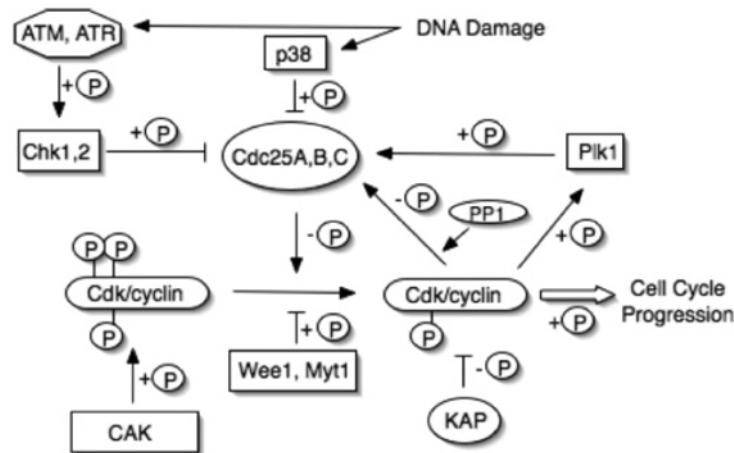 DNA Damage
ATM, ATR
p38
+P
+P
Chk1,2
+P
Cdc25A,B,C
+P
Plk1
-P
PP1
-P
+P
P P
Cdk/cyclin
Cdk/cyclin
Cell Cycle
Progression
+P
P
P
+P
-P
Wee1, Myt1
+P
KAP
CAK